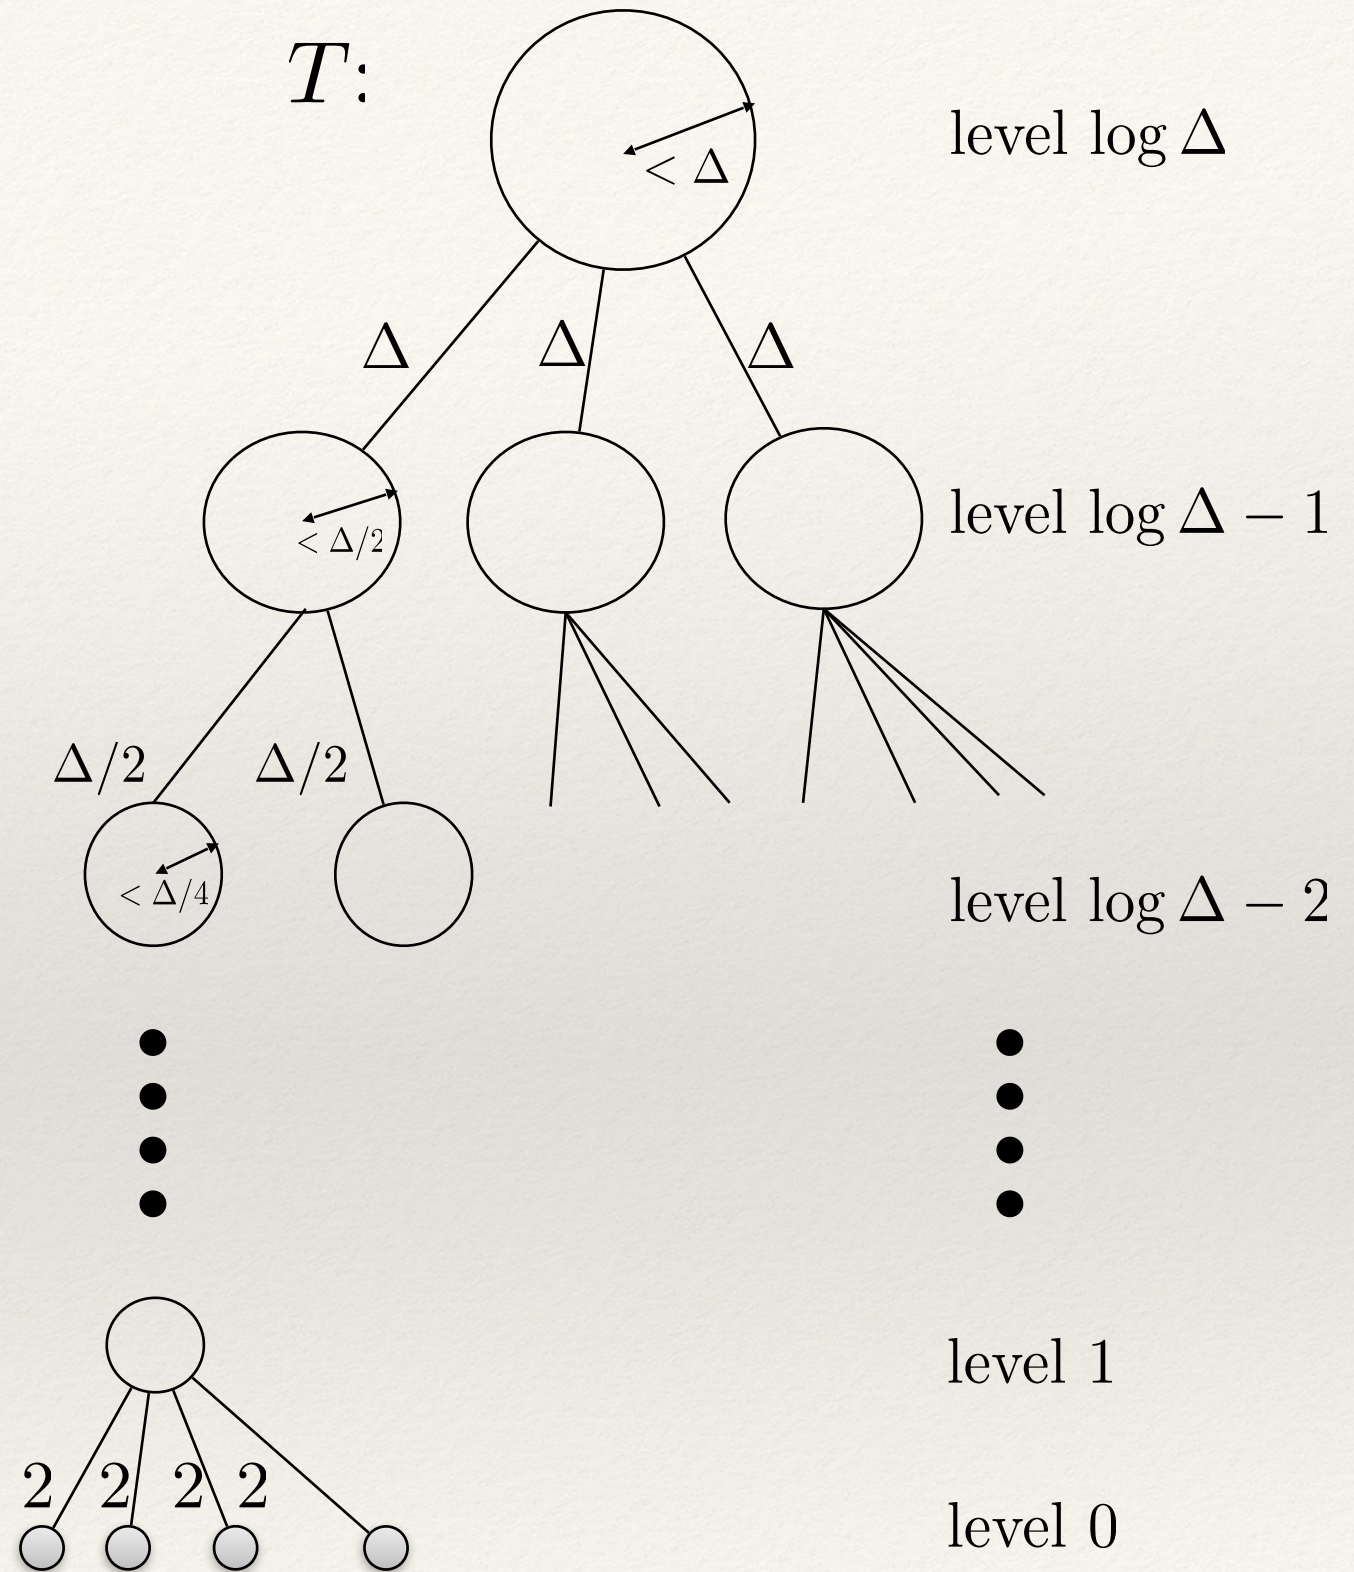 T:
level log Δ
< Δ
Δ Δ Δ
level log Δ − 1
< Δ/2
Δ/2 Δ/2
< Δ/4
level log Δ − 2
level 1
2 2 2 2
level 0